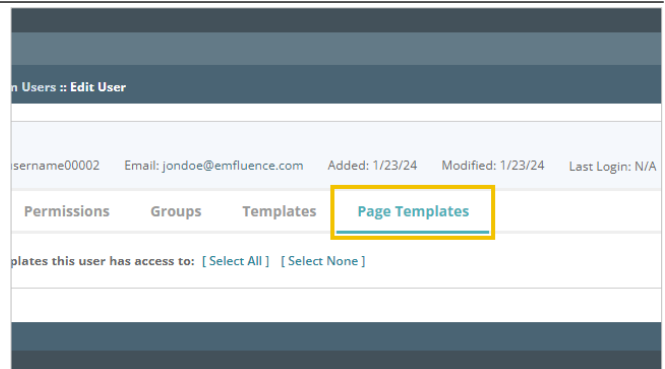 n Users :: Edit User
sername00002 Email: jondoe@emfluence.com Added: 1/23/24 Modified: 1/23/24 Last Login: N/A
Permissions Groups Templates Page Templates
plates this user has access to: [ Select All ] [ Select None ]